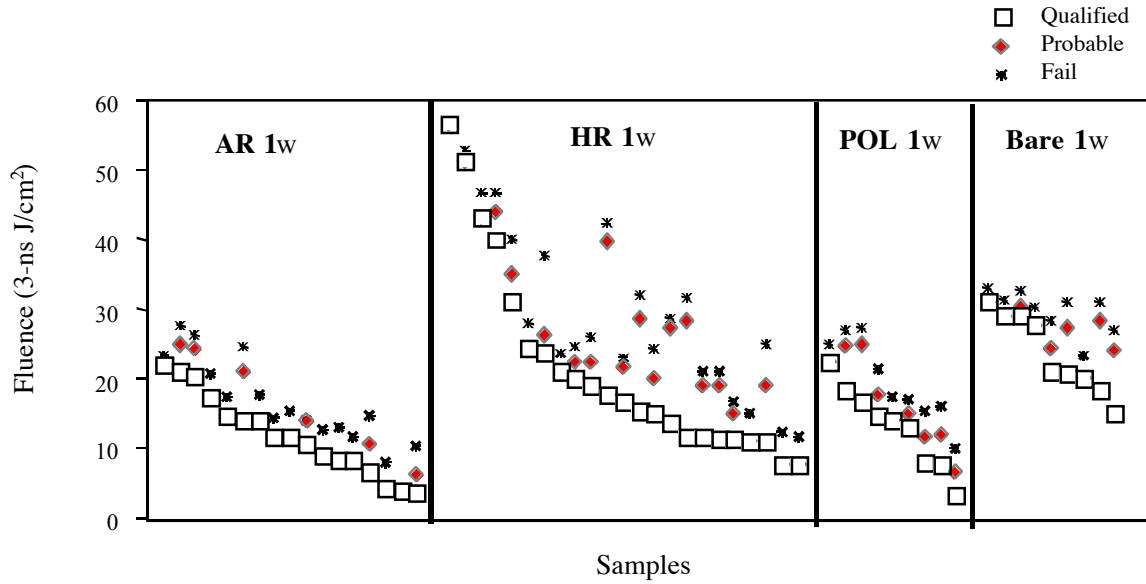 Qualified
Probable
Fail
60
50
40
30
20
10
0
Fluence (3-ns J/cm²)
AR 1w
HR 1w
POL 1w
Bare 1w
Samples